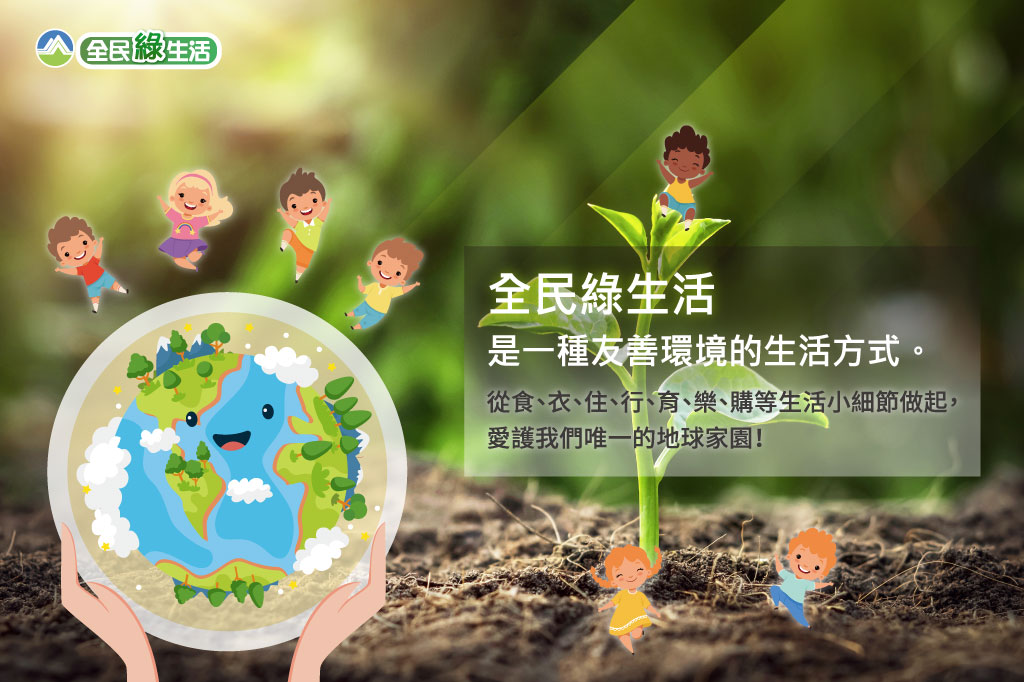 全民綠生活
全民綠生活
是一種友善環境的生活方式。
從食、衣、住、行、育、樂、購等生活小細節做起，
愛護我們唯一的地球家園！